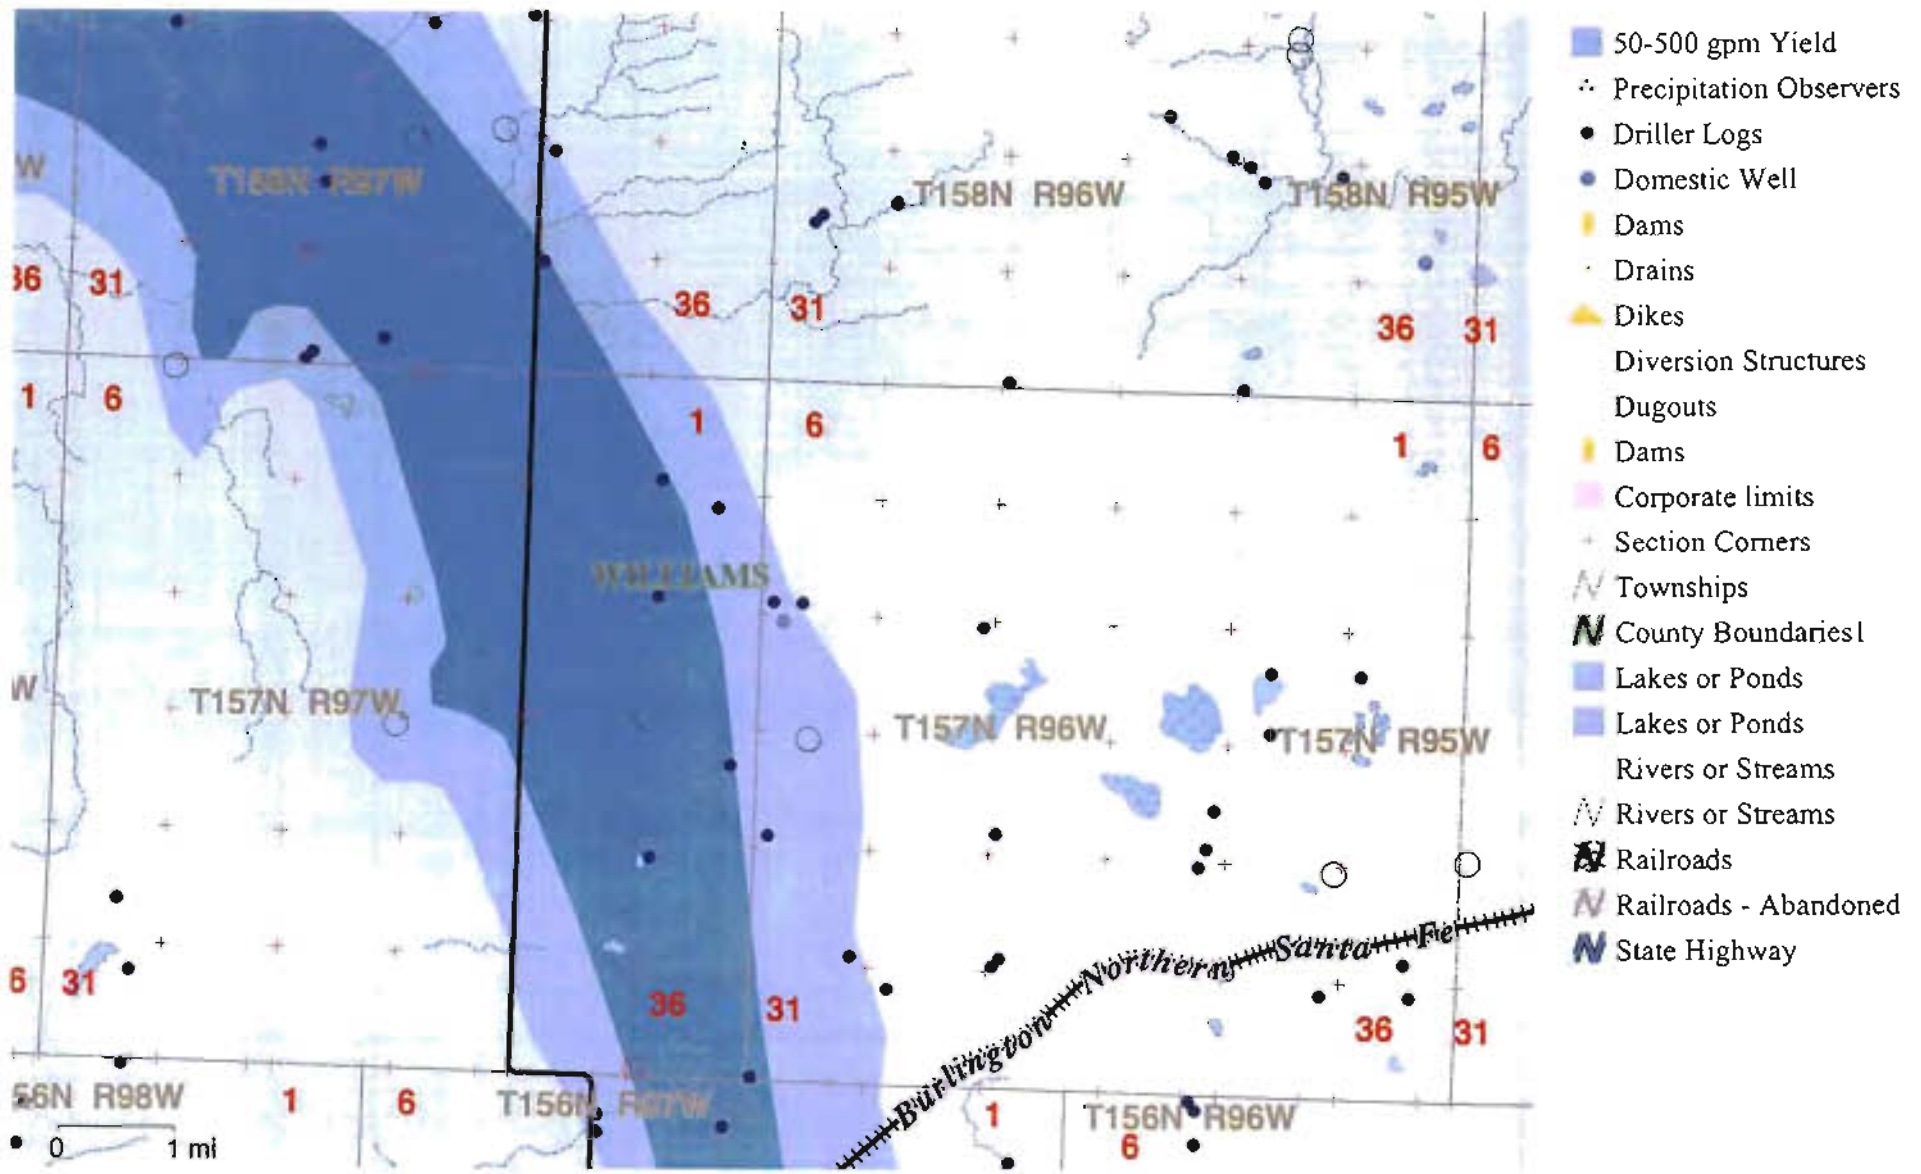 W
T158N R97W
T158N R96W
T158N R95W
36 31
36 31
36 31
1 6
1 6
1 6
WILLIAMS
W
T157N R97W
T157N R96W
T157N R95W
6 31
36 31
36 31
Burlington Northern Santa Fe
56N R98W
1 6
T156N R97W
1
T156N R96W
6
0 1 mi
50-500 gpm Yield
Precipitation Observers
Driller Logs
Domestic Well
Dams
Drains
Dikes
Diversion Structures
Dugouts
Dams
Corporate limits
Section Corners
Townships
County Boundaries1
Lakes or Ponds
Lakes or Ponds
Rivers or Streams
Rivers or Streams
Railroads
Railroads - Abandoned
State Highway